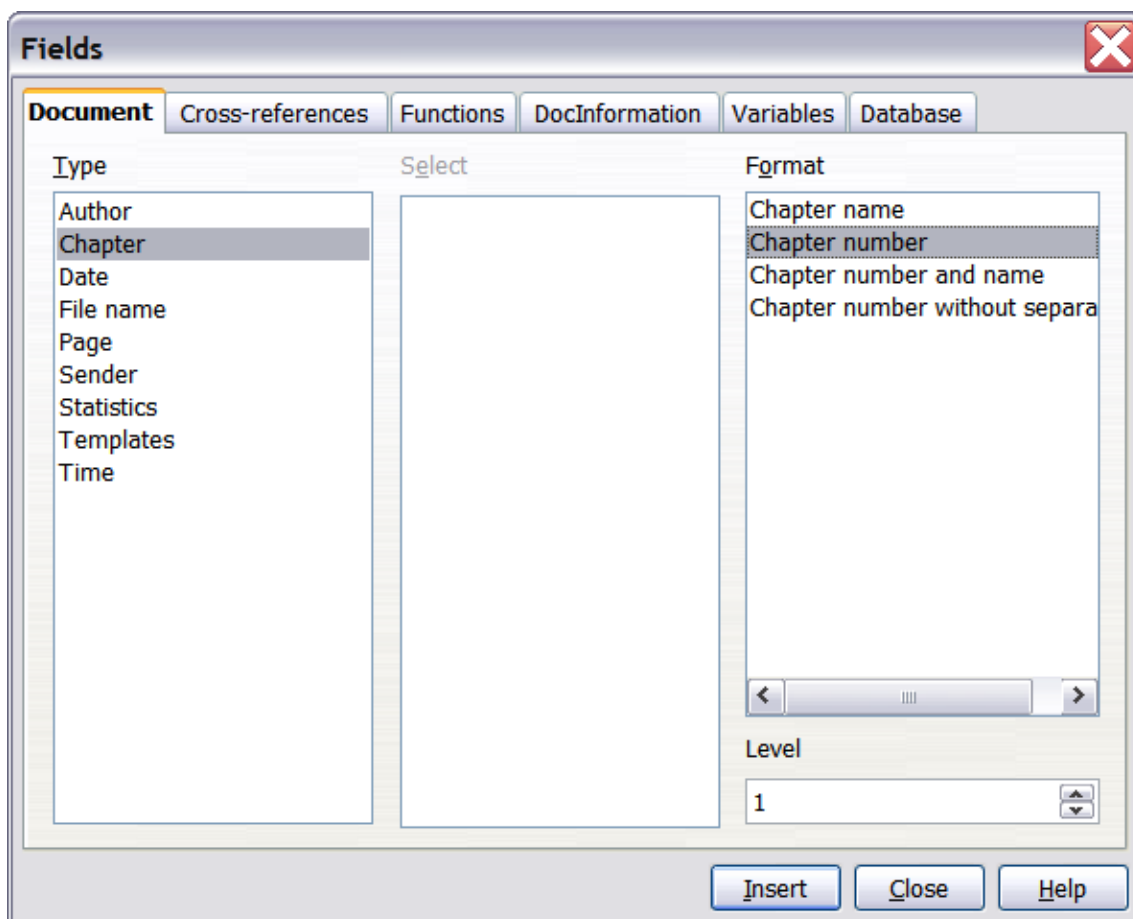 Fields
Document Cross-references Functions DocInformation Variables Database
Type
Author
Chapter
Date
File name
Page
Sender
Statistics
Templates
Time
Select
Format
Chapter name
Chapter number
Chapter number and name
Chapter number without separa
Level
1
Insert Close Help